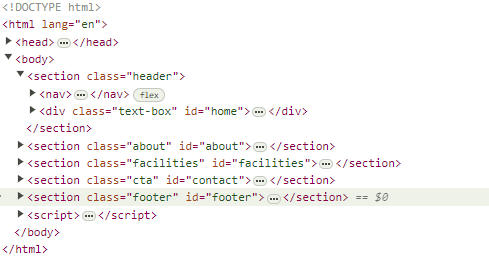 <!DOCTYPE html>
<html lang="en">
<head>…</head>
<body>
<section class="header">
<nav>…</nav> flex
<div class="text-box" id="home">…</div>
</section>
<section class="about" id="about">…</section>
<section class="facilities" id="facilities">…</section>
<section class="cta" id="contact">…</section>
<section class="footer" id="footer">…</section> == $0
<script>…</script>
</body>
</html>